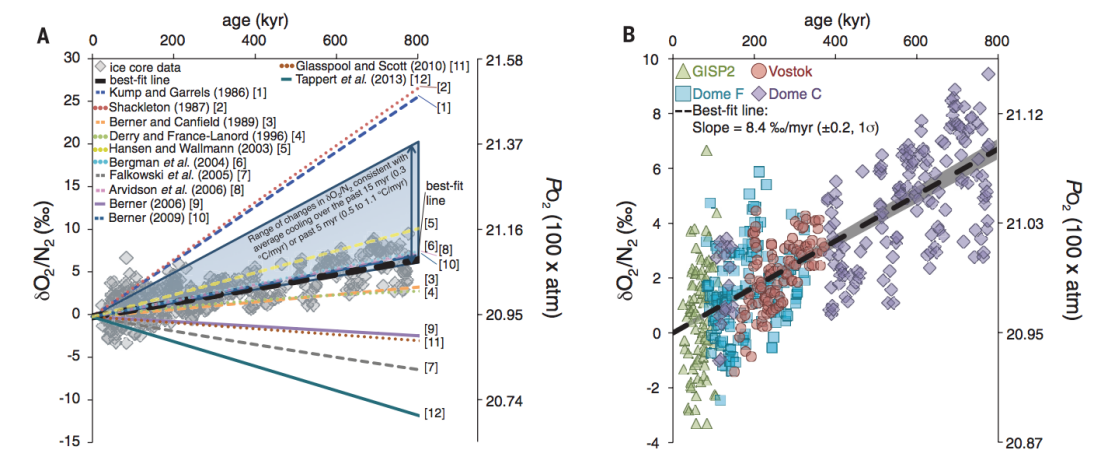 A
age (kyr)
0 200 400 600 800
30
25
20
15
10
5
0
-5
-10
-15
δO2/N2 (‰)
ice core data
best-fit line
Kump and Garrels (1986) [1]
Shackleton (1987) [2]
Berner and Canfield (1989) [3]
Derry and France-Lanord (1996) [4]
Hansen and Wallmann (2003) [5]
Bergman et al. (2004) [6]
Falkowski et al. (2005) [7]
Arvidson et al. (2006) [8]
Berner (2006) [9]
Berner (2009) [10]
Glasspool and Scott (2010) [11]
Tappert et al. (2013) [12]
Range of changes in δO2/N2 consistent with
average cooling over the past 15 myr (0.3
°C/myr) or past 5 myr (0.5 to 1.1 °C/myr)
[2]
[1]
best-fit
line
[5]
[6] [8]
[10]
[3]
[4]
[9]
[11]
[7]
[12]
21.58
21.37
21.16
20.95
20.74
PO2 (100 x atm)
B
age (kyr)
0 200 400 600 800
10
8
6
4
2
0
-2
-4
δO2/N2 (‰)
GISP2 Vostok
Dome F Dome C
Best-fit line:
Slope = 8.4 ‰/myr (±0.2, 1σ)
21.12
21.03
20.95
20.87
PO2 (100 x atm)